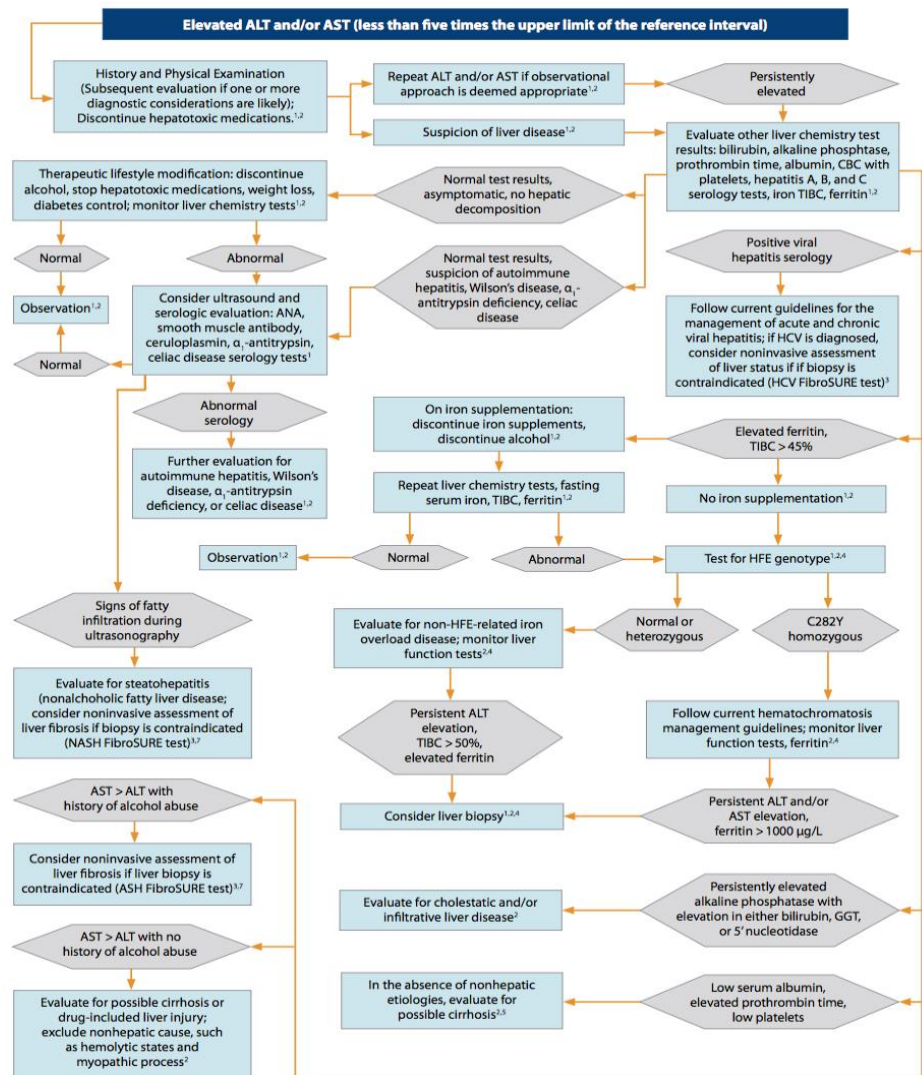 Elevated ALT and/or AST (less than five times the upper limit of the reference interval)
History and Physical Examination
(Subsequent evaluation if one or more
diagnostic considerations are likely);
Discontinue hepatotoxic medications.1,2
Repeat ALT and/or AST if observational
approach is deemed appropriate1,2
Persistently
elevated
Suspicion of liver disease1,2
Evaluate other liver chemistry test
results: bilirubin, alkaline phosphtase,
prothrombin time, albumin, CBC with
platelets, hepatitis A, B, and C
serology tests, iron TIBC, ferritin1,2
Therapeutic lifestyle modification: discontinue
alcohol, stop hepatotoxic medications, weight loss,
diabetes control; monitor liver chemistry tests1,2
Normal test results,
asymptomatic, no hepatic
decomposition
Normal
Abnormal
Normal test results,
suspicion of autoimmune
hepatitis, Wilson's disease, α1-
antitrypsin deficiency, celiac
disease
Positive viral
hepatitis serology
Observation1,2
Consider ultrasound and
serologic evaluation: ANA,
smooth muscle antibody,
ceruloplasmin, α1-antitrypsin,
celiac disease serology tests1
Follow current guidelines for the
management of acute and chronic
viral hepatitis; if HCV is diagnosed,
consider noninvasive assessment
of liver status if if biopsy is
contraindicated (HCV FibroSURE test)3
Normal
Abnormal
serology
On iron supplementation:
discontinue iron supplements,
discontinue alcohol1,2
Elevated ferritin,
TIBC > 45%
Further evaluation for
autoimmune hepatitis, Wilson's
disease, α1-antitrypsin
deficiency, or celiac disease1,2
Repeat liver chemistry tests, fasting
serum iron, TIBC, ferritin1,2
No iron supplementation1,2
Observation1,2
Normal
Abnormal
Test for HFE genotype1,2,4
Signs of fatty
infiltration during
ultrasonography
Evaluate for non-HFE-related iron
overload disease; monitor liver
function tests2,4
Normal or
heterozygous
C282Y
homozygous
Evaluate for steatohepatitis
(nonalchoholic fatty liver disease;
consider noninvasive assessment of
liver fibrosis if biopsy is contraindicated
(NASH FibroSURE test)3,7
Persistent ALT
elevation,
TIBC > 50%,
elevated ferritin
Follow current hematochromatosis
management guidelines; monitor liver
function tests, ferritin2,4
AST > ALT with
history of alcohol abuse
Consider liver biopsy1,2,4
Persistent ALT and/or
AST elevation,
ferritin > 1000 µg/L
Consider noninvasive assessment of
liver fibrosis if liver biopsy is
contraindicated (ASH FibroSURE test)3,7
Evaluate for cholestatic and/or
infiltrative liver disease2
Persistently elevated
alkaline phosphatase with
elevation in either bilirubin, GGT,
or 5' nucleotidase
AST > ALT with no
history of alcohol abuse
Evaluate for possible cirrhosis or
drug-included liver injury;
exclude nonhepatic cause, such
as hemolytic states and
myopathic process2
In the absence of nonhepatic
etiologies, evaluate for
possible cirrhosis2,5
Low serum albumin,
elevated prothrombin time,
low platelets